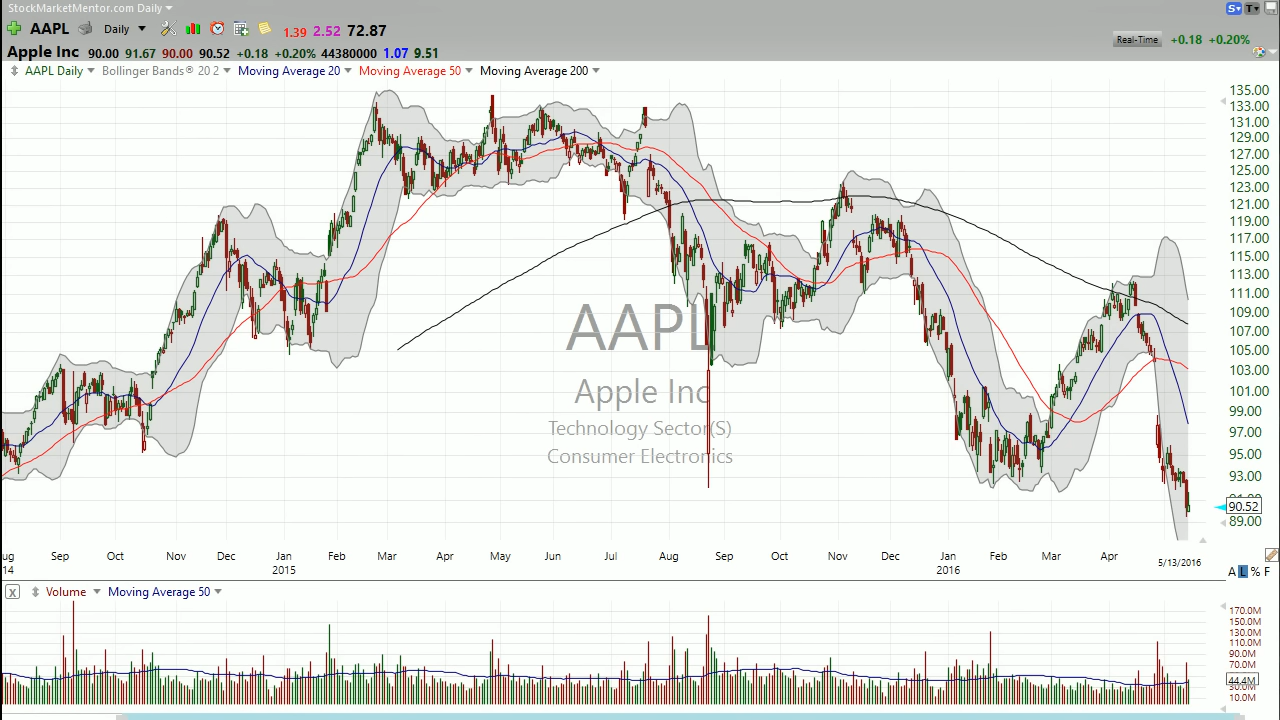 StockMarketMentor.com Daily
S T
AAPL Daily 1.39 2.52 72.87
Real-Time +0.18 +0.20%
Apple Inc 90.00 91.67 90.00 90.52 +0.18 +0.20% 44380000 1.07 9.51
AAPL Daily Bollinger Bands® 20 2 Moving Average 20 Moving Average 50 Moving Average 200
135.00
133.00
131.00
129.00
127.00
125.00
123.00
121.00
119.00
117.00
115.00
113.00
111.00
109.00
107.00
105.00
103.00
101.00
99.00
97.00
95.00
93.00
90.52
89.00
AAPL
Apple Inc
Technology Sector(S)
Consumer Electronics
ug Sep Oct Nov Dec Jan Feb Mar Apr May Jun Jul Aug Sep Oct Nov Dec Jan Feb Mar Apr 5/13/2016
14 2015 2016
A L % F
X Volume Moving Average 50
170.0M
150.0M
130.0M
110.0M
90.0M
70.0M
44.4M
30.0M
10.0M